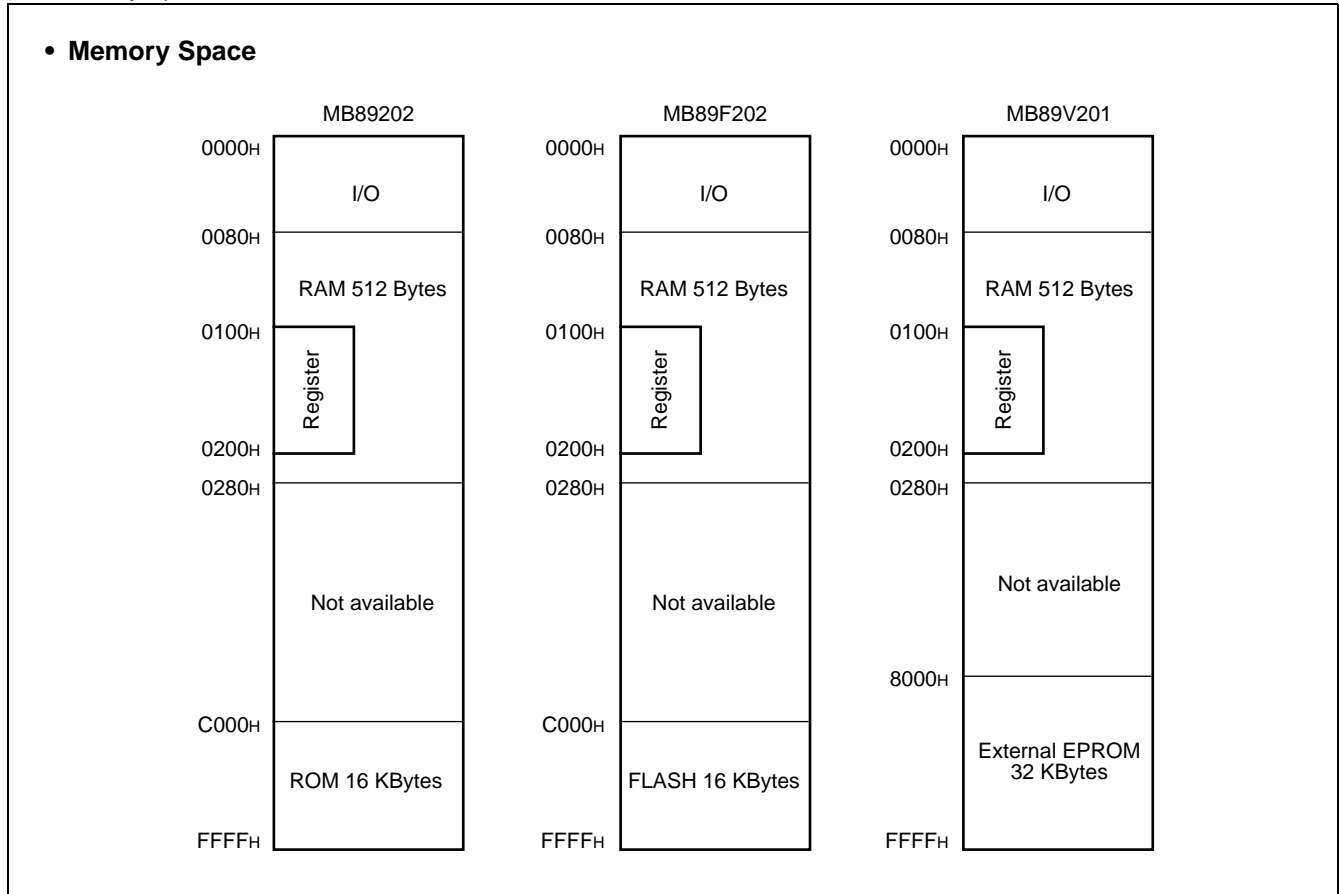 • Memory Space
MB89202
0000H
I/O
0080H
RAM 512 Bytes
0100H
Register
0200H
0280H
Not available
C000H
ROM 16 KBytes
FFFFH
MB89F202
0000H
I/O
0080H
RAM 512 Bytes
0100H
Register
0200H
0280H
Not available
C000H
FLASH 16 KBytes
FFFFH
MB89V201
0000H
I/O
0080H
RAM 512 Bytes
0100H
Register
0200H
0280H
Not available
8000H
External EPROM
32 KBytes
FFFFH